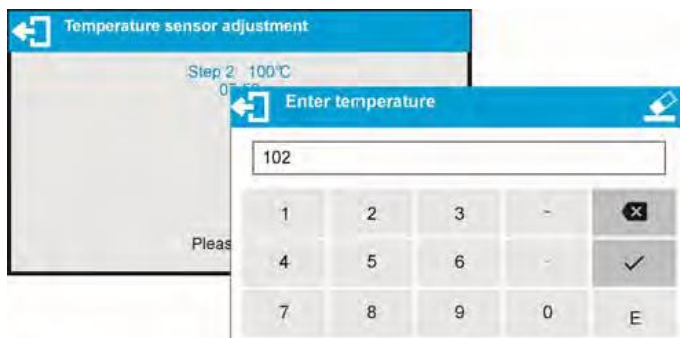 Temperature sensor adjustment
Step 2 100°C
Enter temperature
102
1 2 3 -
Pleas
4 5 6 -
7 8 9 0 E